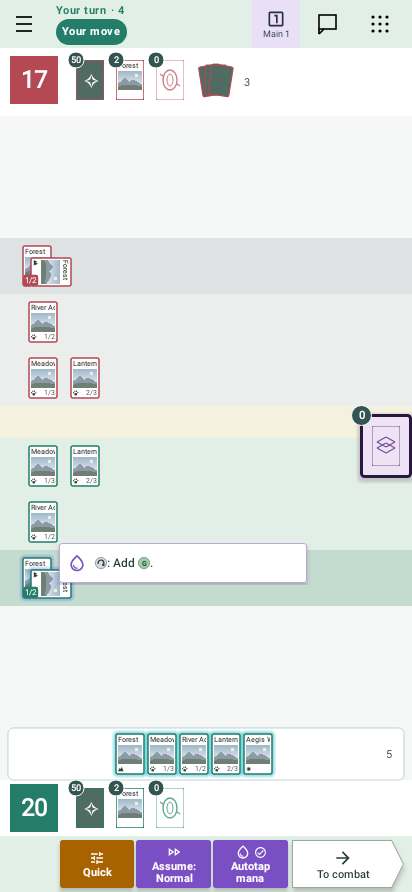 Your turn · 4
Your move
1
Main 1
17
50
2
Forest
0
3
Forest
Forest
1/2
River Ac
1/2
Meadov
1/3
Lantern
2/3
0
Meadov
1/3
Lantern
2/3
River Ac
1/2
Forest
1/2
: Add G.
Forest
Meadov
1/3
River Ac
1/2
Lantern
2/3
Aegis
5
20
50
2
Forest
0
Quick
Assume:
Normal
Autotap
mana
To combat